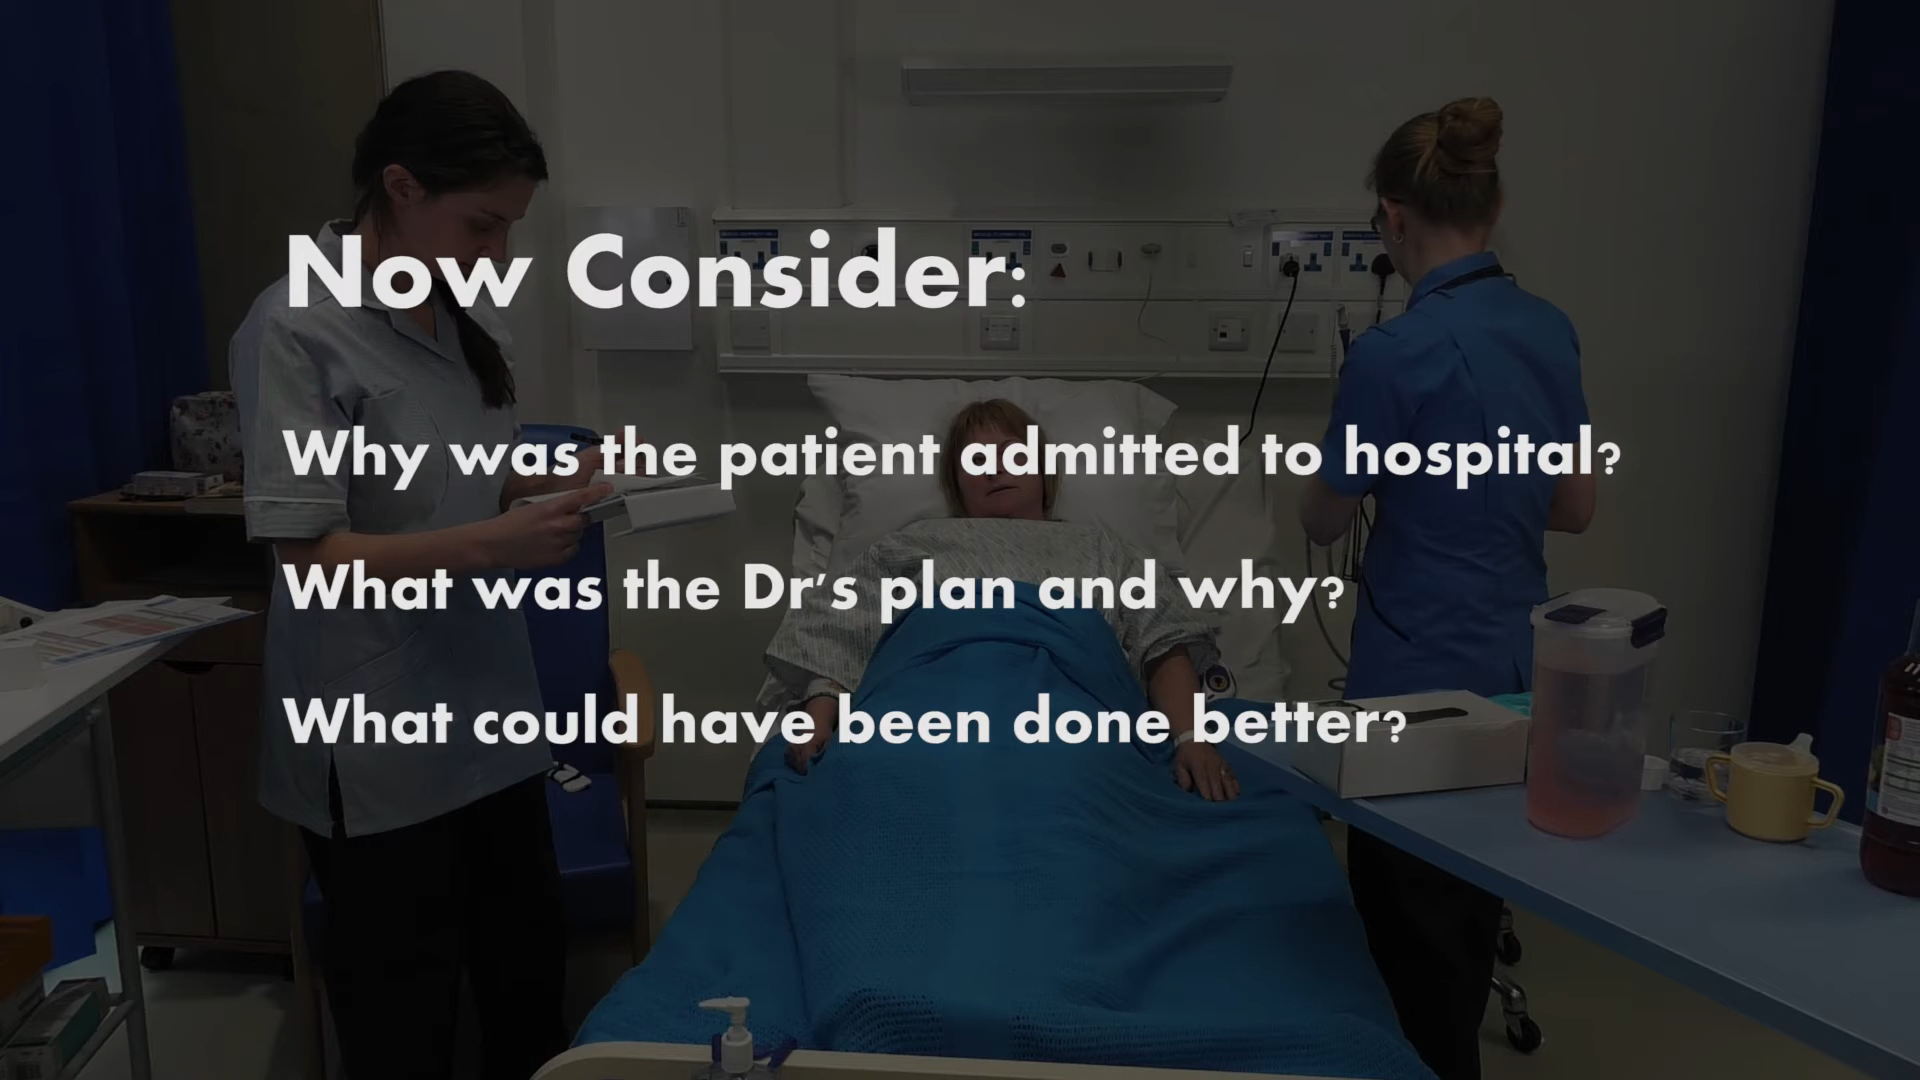 Now Consider:
Why was the patient admitted to hospital?
What was the Dr's plan and why?
What could have been done better?